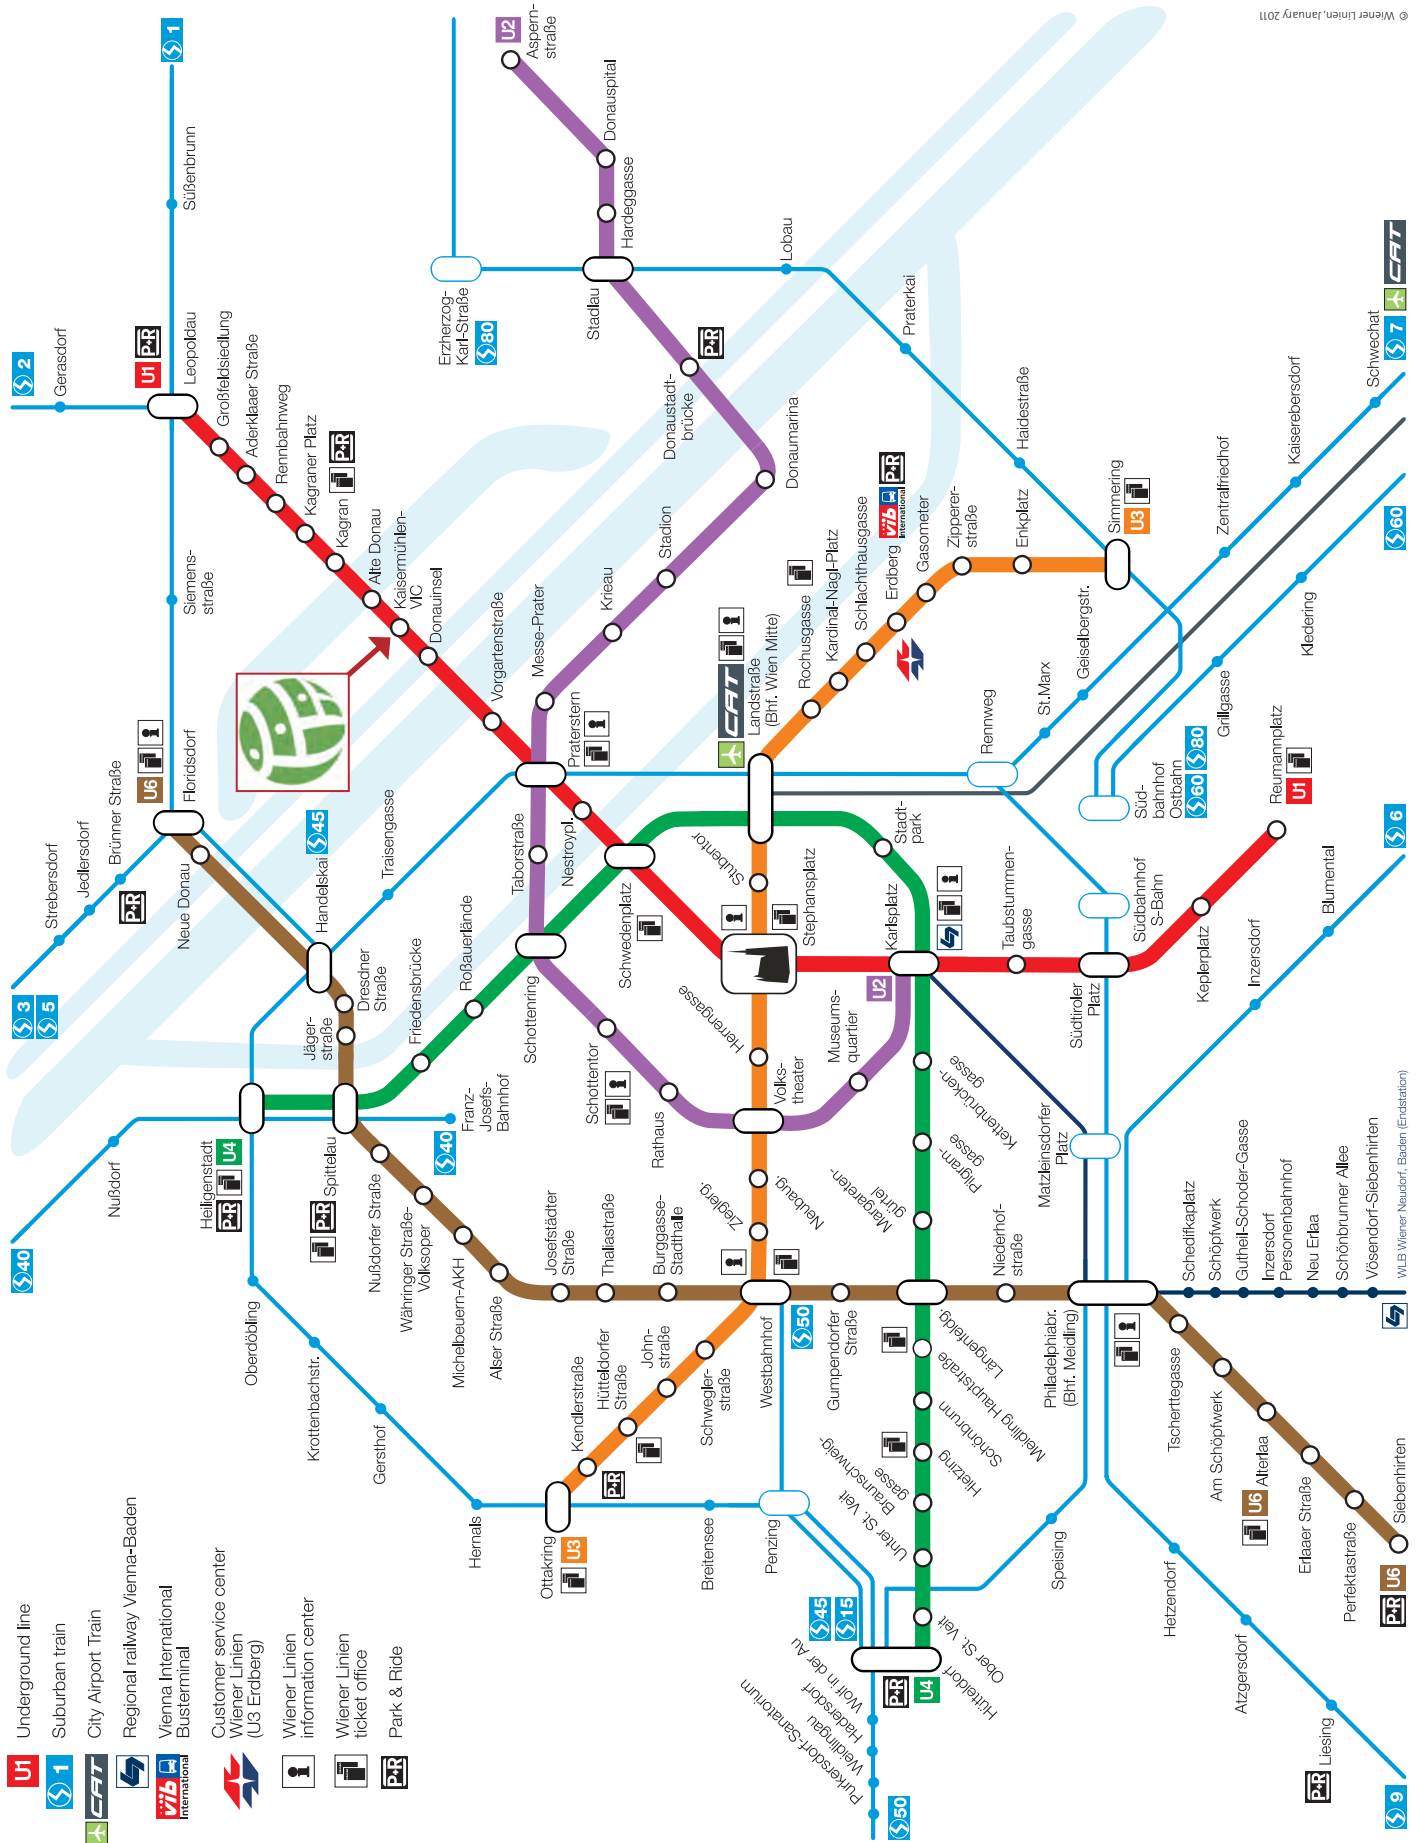 U1
Underground line
S 1
Suburban train
CAT
City Airport Train
Regional railway Vienna-Baden
vib
International
Vienna International
Busterminal
Customer service center
Wiener Linien
(U3 Erdberg)
i
Wiener Linien
information center
Wiener Linien
ticket office
P+R
Park & Ride
S 40
Nußdorf
Heiligenstadt
U4
P+R
Spittelau
P+R
Franz-
Josefs-
Bahnhof
S 40
Oberdöbling
Krottenbachstr.
Gersthof
Hernals
Ottakring
U3
Breitensee
Penzing
S 3
S 5
Strebersdorf
Jedlersdorf
Brünner Straße
P+R
U6
i
Floridsdorf
Neue Donau
Handelskai
S 45
Traisengasse
Dresdner
Straße
Jäger-
straße
Nußdorfer Straße
Währinger Straße-
Volksoper
Michelbeuern-AKH
Alser Straße
Josefstädter
Straße
Thaliastraße
Burggasse-
Stadthalle
Westbahnhof
i
S 50
Gumpendorfer
Straße
Längenfeldg.
Niederhof-
straße
Philadelphiabr.
(Bhf. Meidling)
i
Tscherttegasse
Am Schöpfwerk
Alterlaa
U6
Erlaaer Straße
Perfektastraße
Siebenhirten
U6
P+R
S 2
Gerasdorf
S 1
Süßenbrunn
Leopoldau
U1
P+R
Siemens-
straße
Großfeldsiedlung
Aderklaaer Straße
Rennbahnweg
Kagraner Platz
Kagran
P+R
Alte Donau
Kaisermühlen-
VIC
Donauinsel
Vorgartenstraße
Praterstern
i
Nestroypl.
Schwedenplatz
Stephansplatz
i
Karlsplatz
i
U2
Taubstummen-
gasse
Südtiroler
Platz
Südbahnhof
S-Bahn
Keplerplatz
Reumannplatz
U1
U2
Aspern-
straße
Donauspital
Hardeggasse
Stadlau
Donaustadt-
brücke
P+R
Donaumarina
Stadion
Krieau
Messe-Prater
Taborstraße
Schottenring
Schottentor
i
Rathaus
Volks-
theater
Museums-
quartier
Friedensbrücke
Roßauerlände
Landstraße
(Bhf. Wien Mitte)
CAT
i
Stadt-
park
Kettenbrücken-
gasse
Pilgram-
gasse
Margareten-
gürtel
Meidling Hauptstraße
Schönbrunn
Hietzing
Braunschweig-
gasse
Unter St. Veit
Ober St. Veit
Hütteldorf
U4
P+R
S 45
S 15
Wolf in der Au
Hadersdorf
Weidlingau
Purkersdorf-Sanatorium
S 50
Kendlerstraße
P+R
Hütteldorfer
Straße
John-
straße
Schwegler-
straße
Zieglerg.
Neubaug.
Herrengasse
Stubentor
Rochusgasse
Kardinal-Nagl-Platz
Schlachthausgasse
Erdberg
vib
International
P+R
Gasometer
Zipperer-
straße
Enkplatz
Simmering
U3
Erzherzog-
Karl-Straße
S 80
Lobau
Praterkai
Haidestraße
Rennweg
St.Marx
Geiselbergstr.
Zentralfriedhof
Kaiserebersdorf
Schwechat
S 7
CAT
Süd-
bahnhof
Ostbahn
S 60
S 80
Grillgasse
Kledering
S 60
Matzleinsdorfer
Platz
Inzersdorf
Blumental
S 6
Schedifkaplatz
Schöpfwerk
Gutheil-Schoder-Gasse
Inzersdorf
Personenbahnhof
Neu Erlaa
Schönbrunner Allee
Vösendorf-Siebenhirten
WLB Wiener Neudorf, Baden (Endstation)
Speising
Hetzendorf
Atzgersdorf
Liesing
P+R
S 9
© Wiener Linien, January 2011